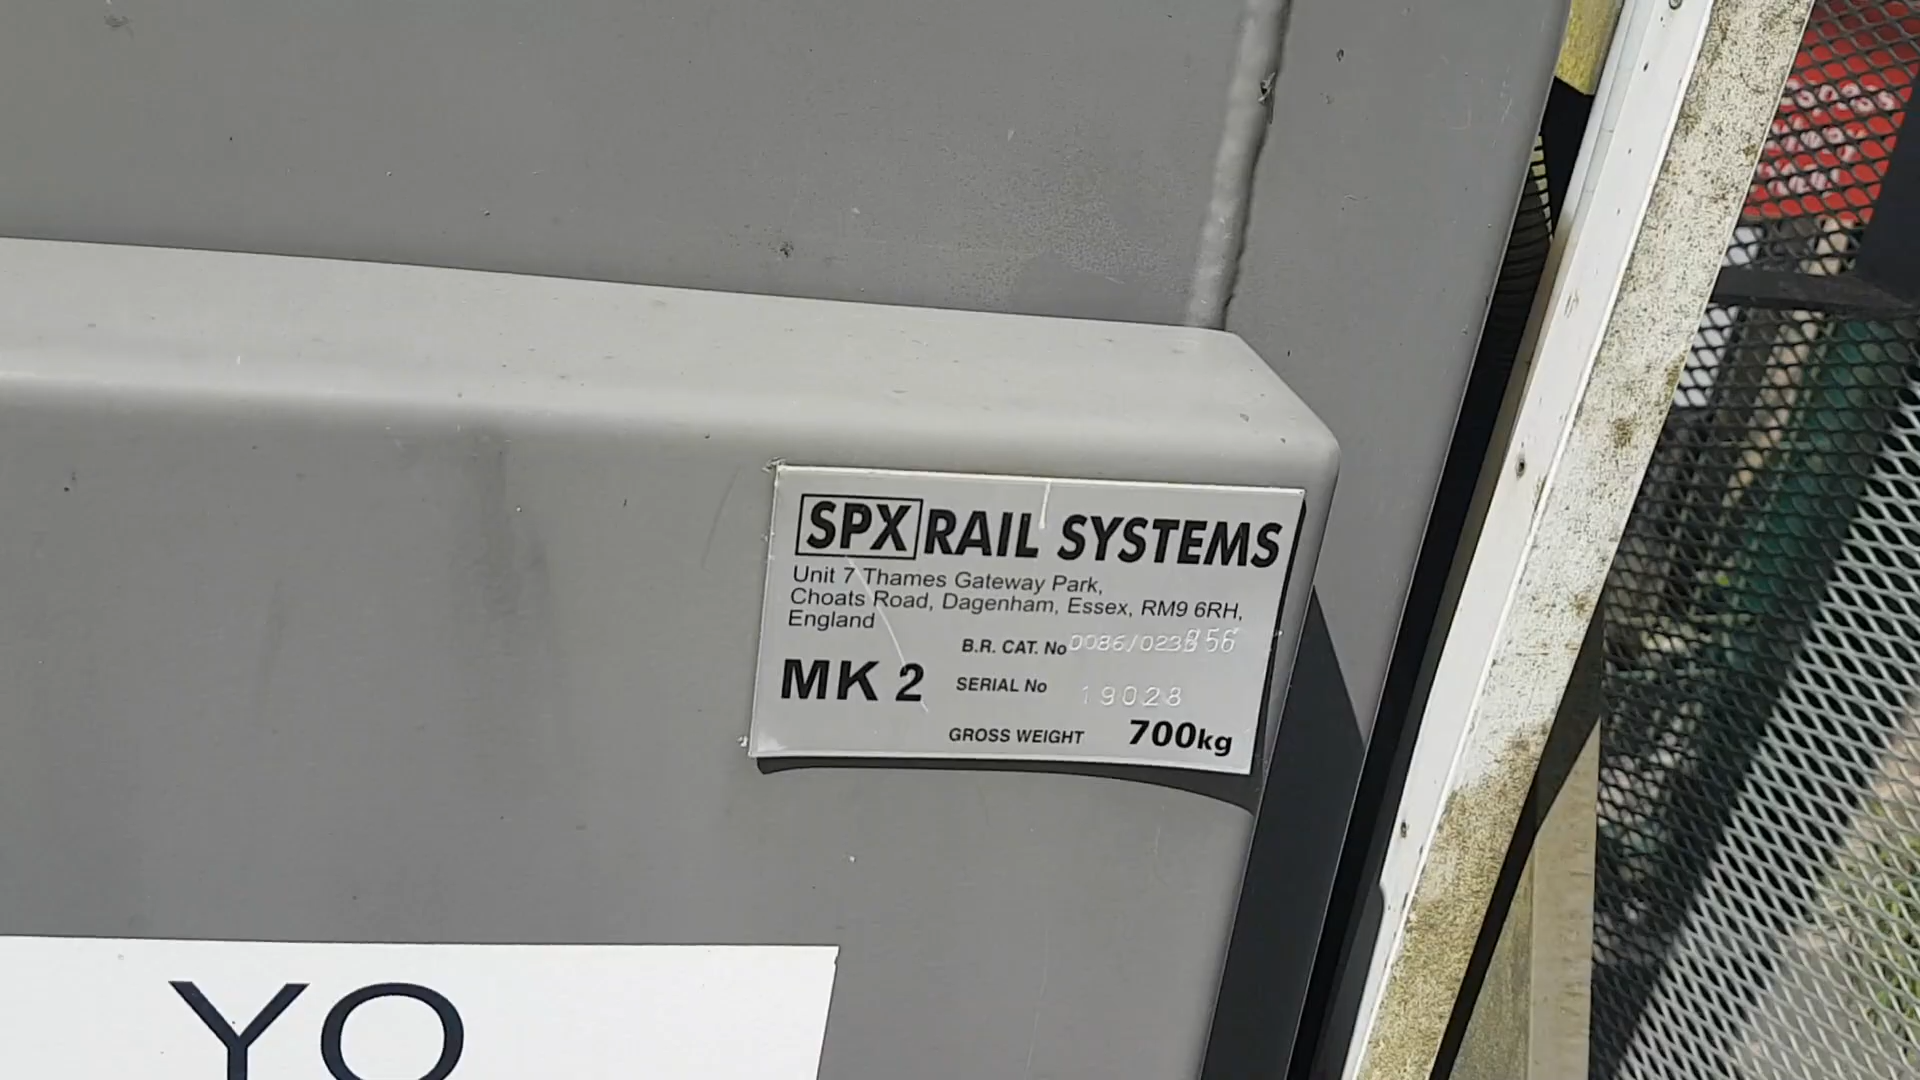 SPX RAIL SYSTEMS
Unit 7 Thames Gateway Park,
Choats Road, Dagenham, Essex, RM9 6RH,
England
B.R. CAT. No
MK 2
SERIAL No 19028
GROSS WEIGHT 700kg
YO